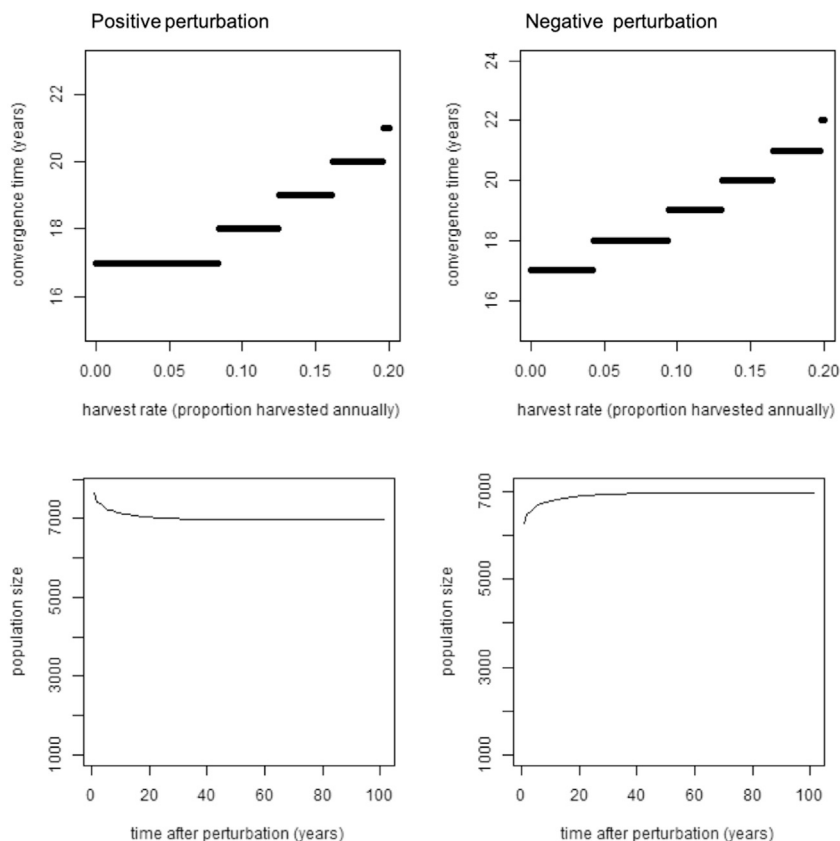 Positive perturbation
Negative perturbation
convergence time (years)
22
20
18
16
0.00 0.05 0.10 0.15 0.20
harvest rate (proportion harvested annually)
convergence time (years)
24
22
20
18
16
0.00 0.05 0.10 0.15 0.20
harvest rate (proportion harvested annually)
population size
7000
5000
3000
1000
0 20 40 60 80 100
time after perturbation (years)
population size
7000
5000
3000
1000
0 20 40 60 80 100
time after perturbation (years)